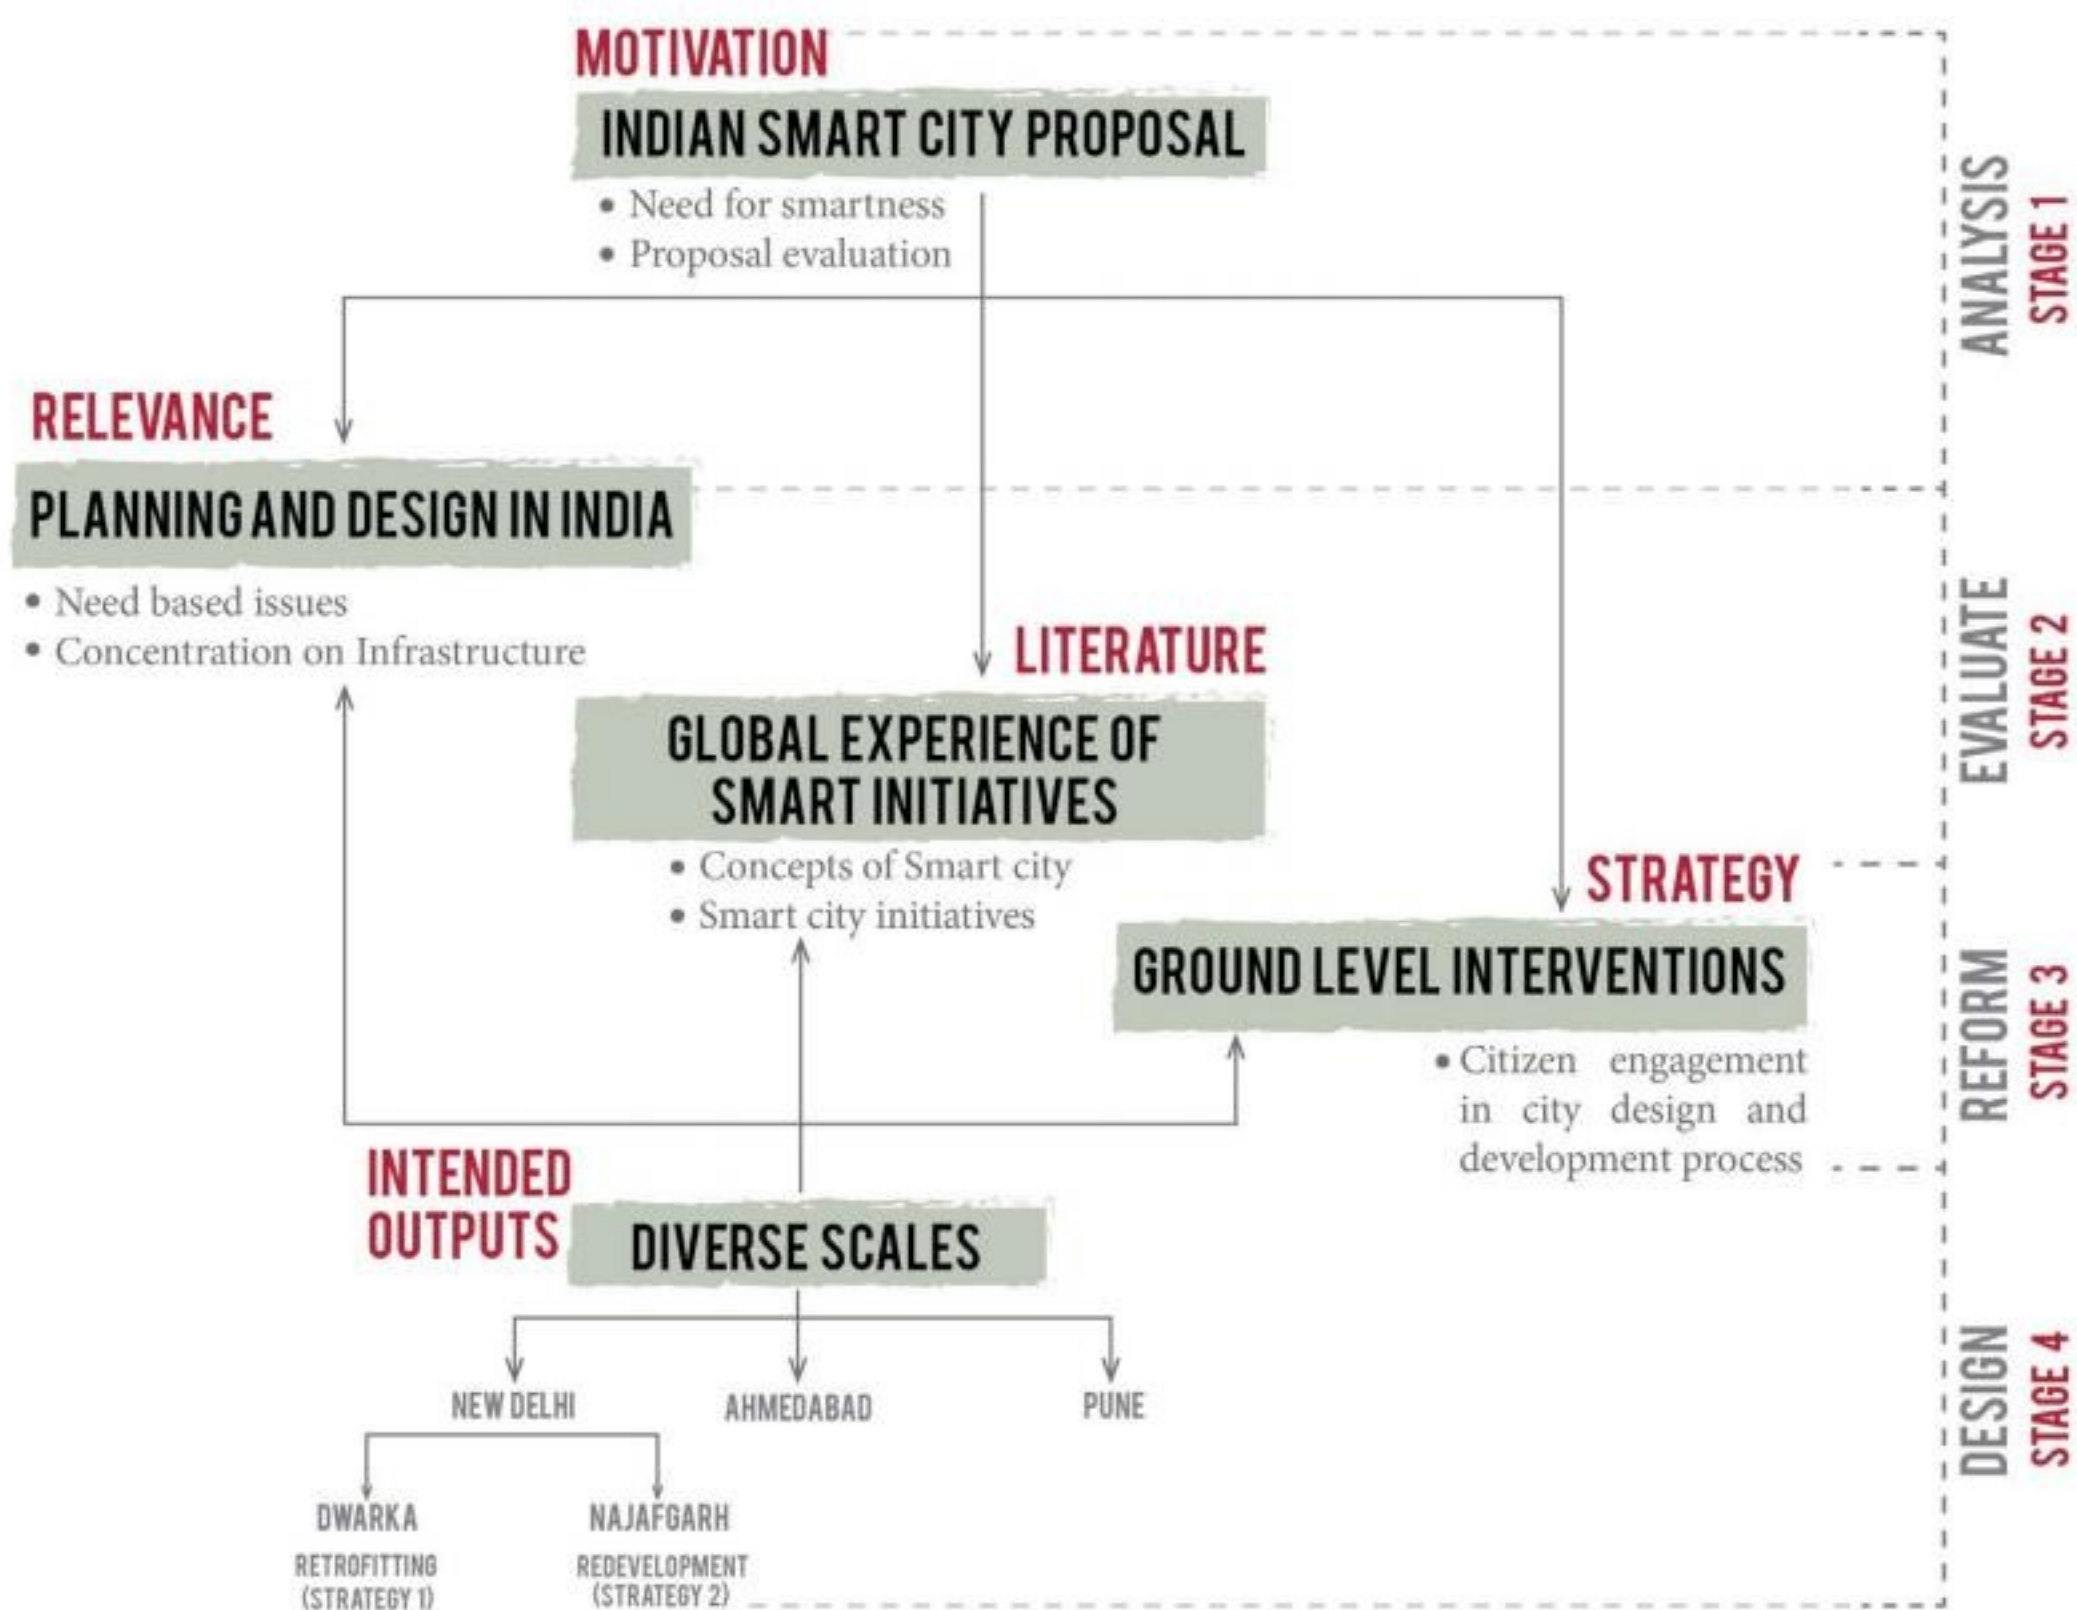 MOTIVATION
INDIAN SMART CITY PROPOSAL
• Need for smartness
• Proposal evaluation
ANALYSIS
STAGE 1
RELEVANCE
PLANNING AND DESIGN IN INDIA
• Need based issues
• Concentration on Infrastructure
LITERATURE
GLOBAL EXPERIENCE OF
SMART INITIATIVES
• Concepts of Smart city
• Smart city initiatives
EVALUATE
STAGE 2
STRATEGY
GROUND LEVEL INTERVENTIONS
• Citizen engagement
in city design and
development process
REFORM
STAGE 3
INTENDED
OUTPUTS
DIVERSE SCALES
NEW DELHI
AHMEDABAD
PUNE
DWARKA
RETROFITTING
(STRATEGY 1)
NAJAFGARH
REDEVELOPMENT
(STRATEGY 2)
DESIGN
STAGE 4